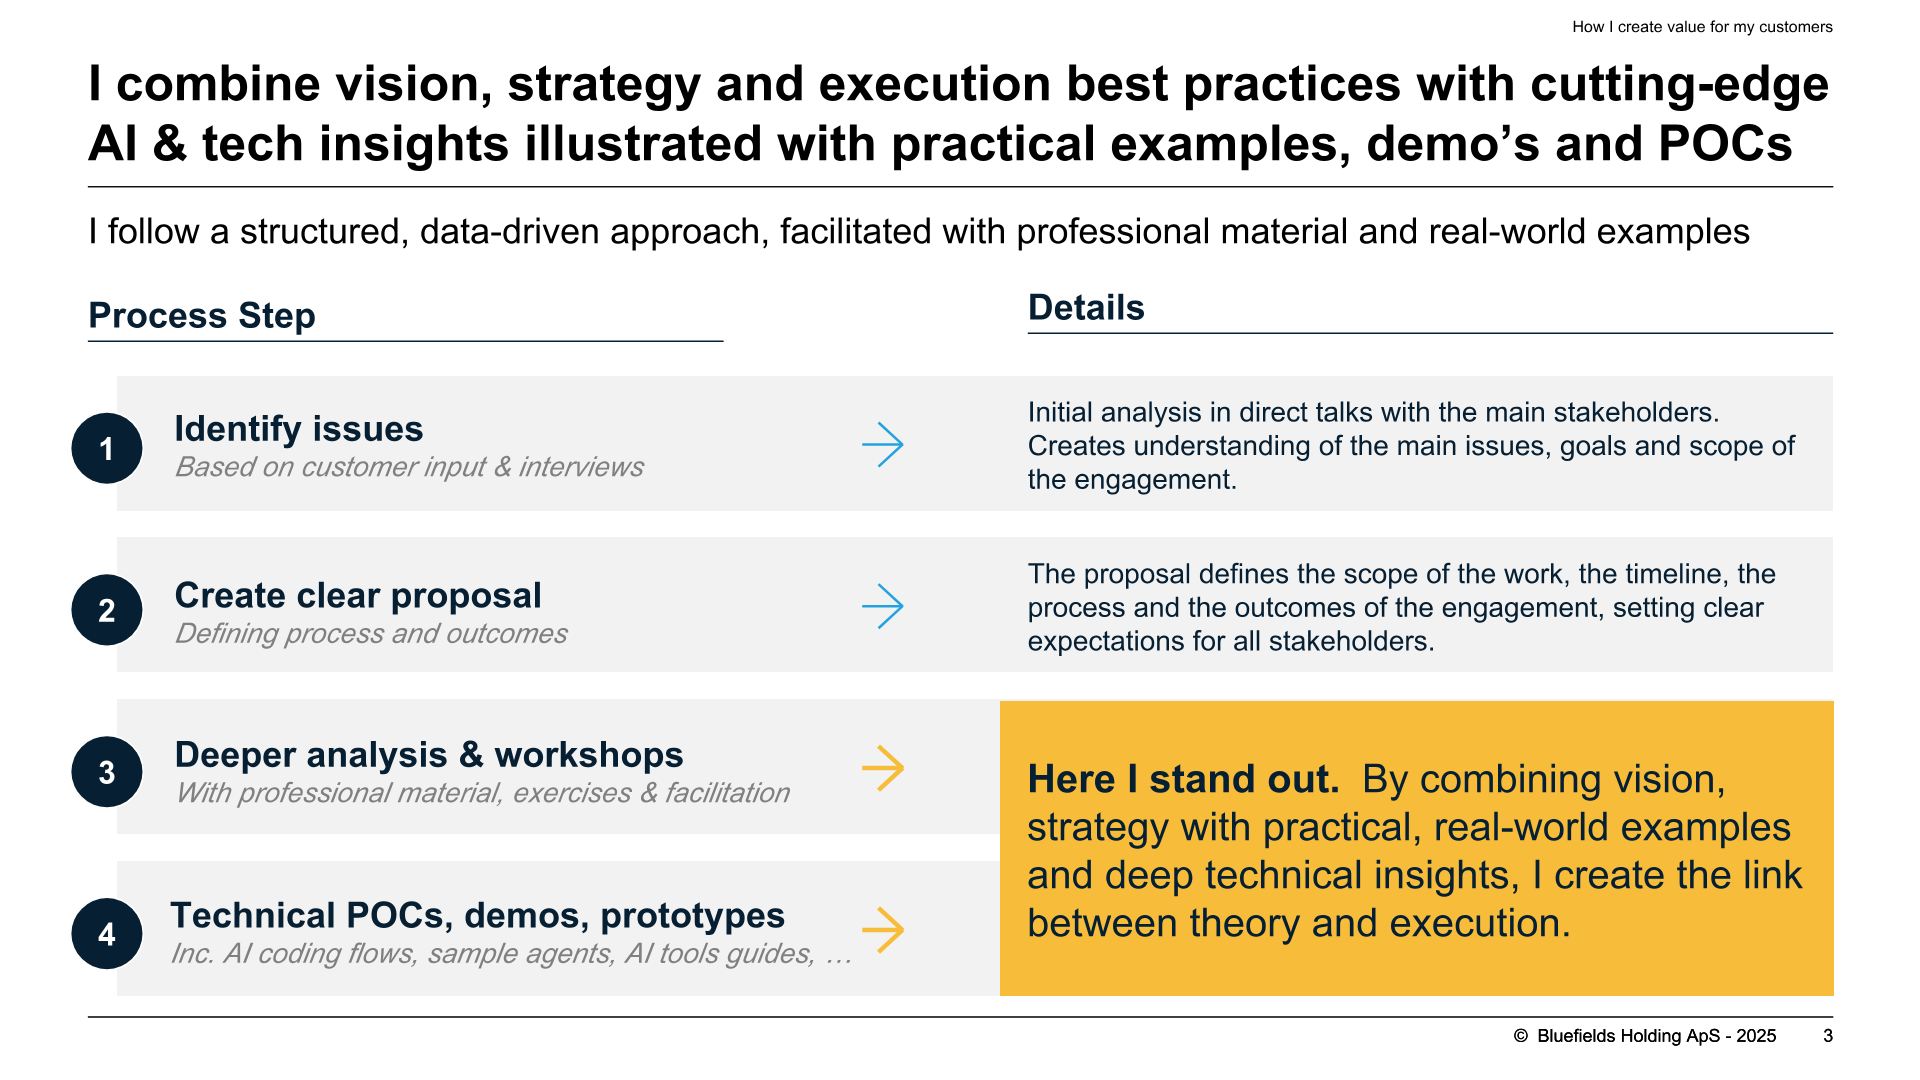 How I create value for my customers
I combine vision, strategy and execution best practices with cutting-edge
AI & tech insights illustrated with practical examples, demo’s and POCs
I follow a structured, data-driven approach, facilitated with professional material and real-world examples
Process Step
Details
1
Identify issues
Based on customer input & interviews
Initial analysis in direct talks with the main stakeholders.
Creates understanding of the main issues, goals and scope of
the engagement.
2
Create clear proposal
Defining process and outcomes
The proposal defines the scope of the work, the timeline, the
process and the outcomes of the engagement, setting clear
expectations for all stakeholders.
3
Deeper analysis & workshops
With professional material, exercises & facilitation
4
Technical POCs, demos, prototypes
Inc. AI coding flows, sample agents, AI tools guides, …
Here I stand out.  By combining vision,
strategy with practical, real-world examples
and deep technical insights, I create the link
between theory and execution.
© Bluefields Holding ApS - 2025
3